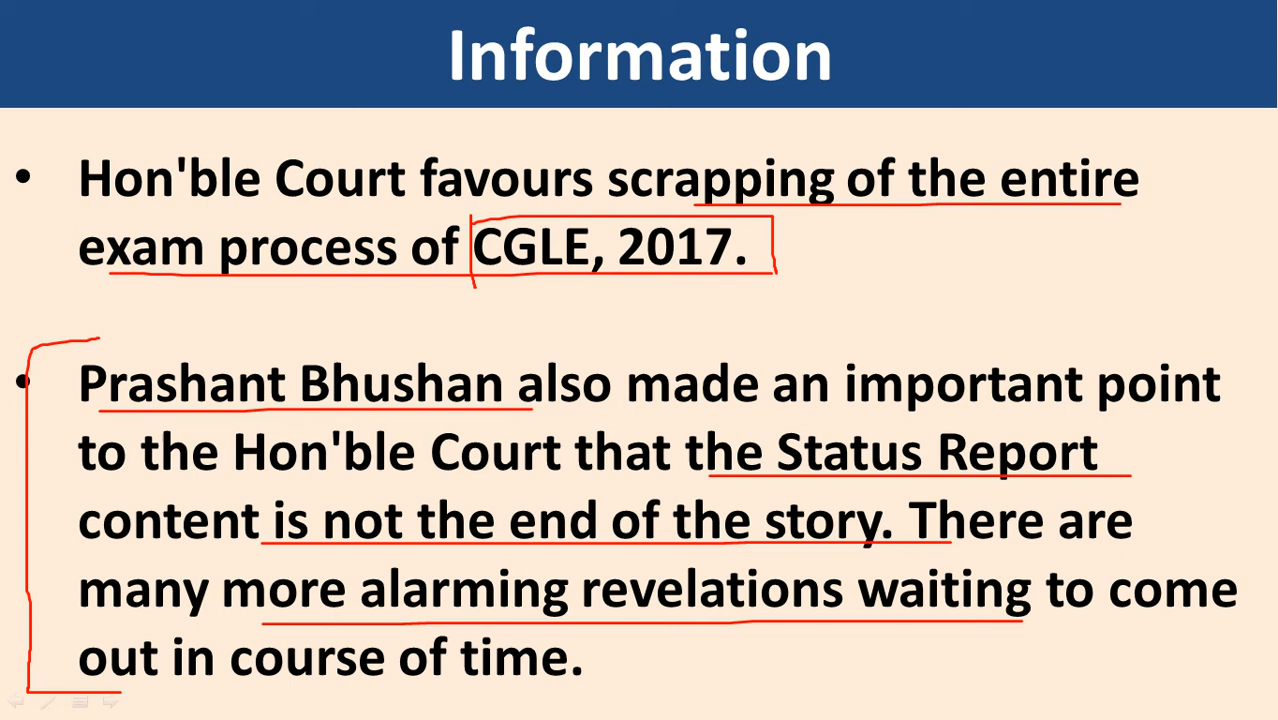 Information
• Hon'ble Court favours scrapping of the entire
exam process of CGLE, 2017.
• Prashant Bhushan also made an important point
to the Hon'ble Court that the Status Report
content is not the end of the story. There are
many more alarming revelations waiting to come
out in course of time.